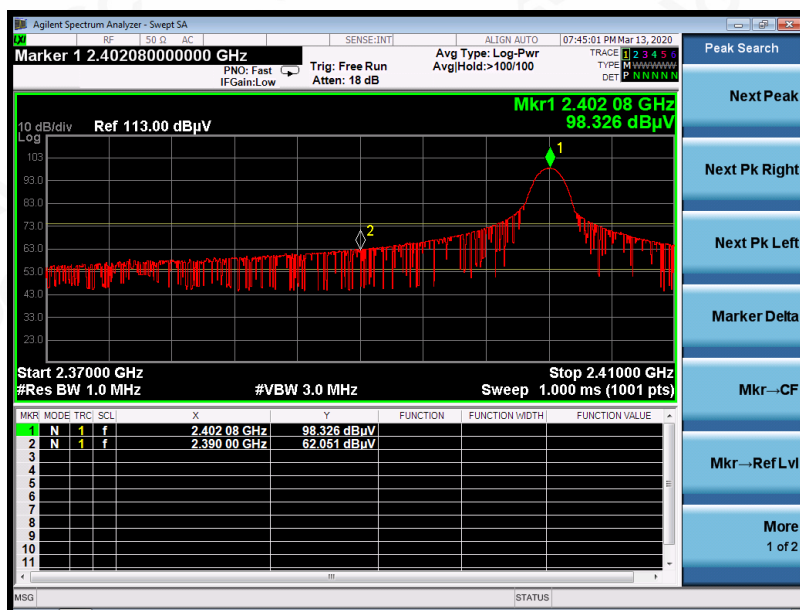 Agilent Spectrum Analyzer - Swept SA
LXI RF 50 Ω AC SENSE:INT ALIGN AUTO 07:45:01 PM Mar 13, 2020
Marker 1 2.402080000000 GHz
PNO: Fast
IFGain:Low
Trig: Free Run
Atten: 18 dB
Avg Type: Log-Pwr
Avg|Hold:>100/100
TRACE 1 2 3 4 5 6
TYPE M W W W W W
DET P N N N N N
Mkr1 2.402 08 GHz
98.326 dBµV
10 dB/div
Log
Ref 113.00 dBµV
103
93.0
83.0
73.0
63.0
53.0
43.0
33.0
23.0
1
2
Start 2.37000 GHz
Stop 2.41000 GHz
#Res BW 1.0 MHz
#VBW 3.0 MHz
Sweep 1.000 ms (1001 pts)
MKR MODE TRC SCL X Y FUNCTION FUNCTION WIDTH FUNCTION VALUE
1 N 1 f 2.402 08 GHz 98.326 dBµV
2 N 1 f 2.390 00 GHz 62.051 dBµV
3
4
5
6
7
8
9
10
11
MSG
STATUS
Peak Search
Next Peak
Next Pk Right
Next Pk Left
Marker Delta
Mkr→CF
Mkr→Ref Lvl
More
1 of 2